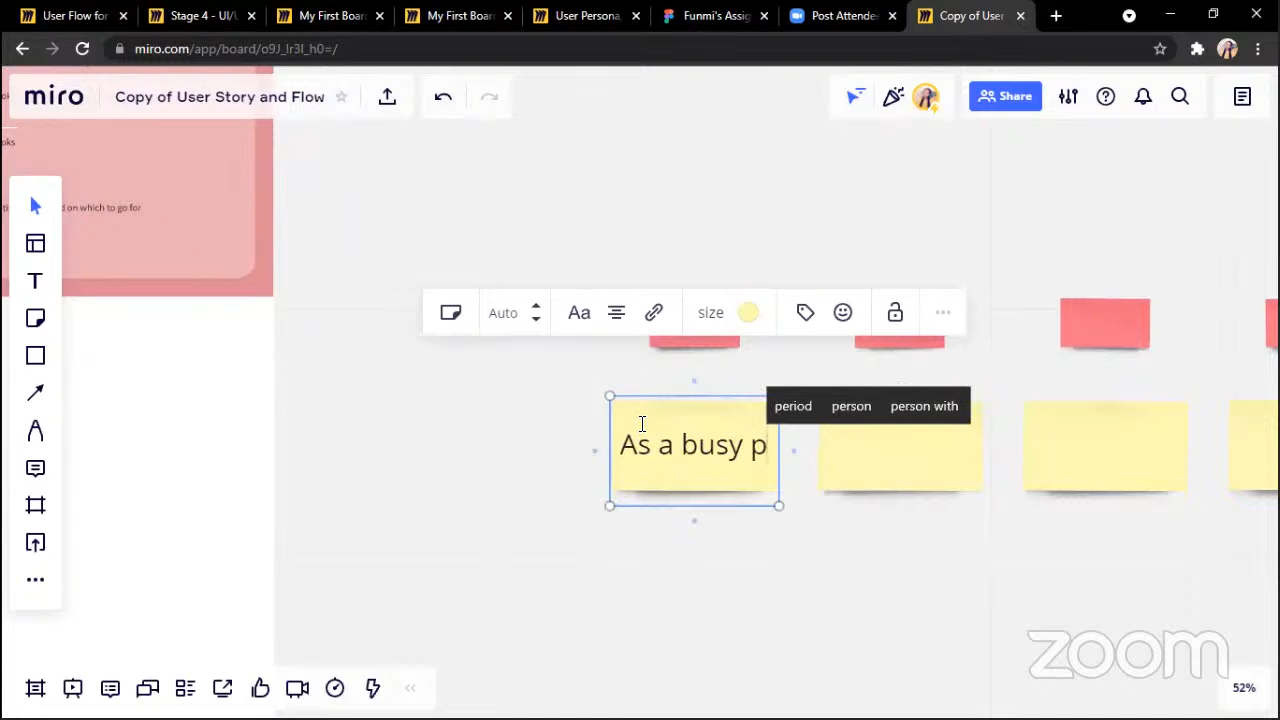 User Flow for
Stage 4 - UI/U
My First Boar
My First Boar
User Persona,
Funmi's Assig
Post Attendee
Copy of User
miro.com/app/board/o9J_lr3l_h0=/
miro
Copy of User Story and Flow
Share
oks
d on which to go for
Auto
Aa
size
period
person
person with
As a busy p
zoom
52%